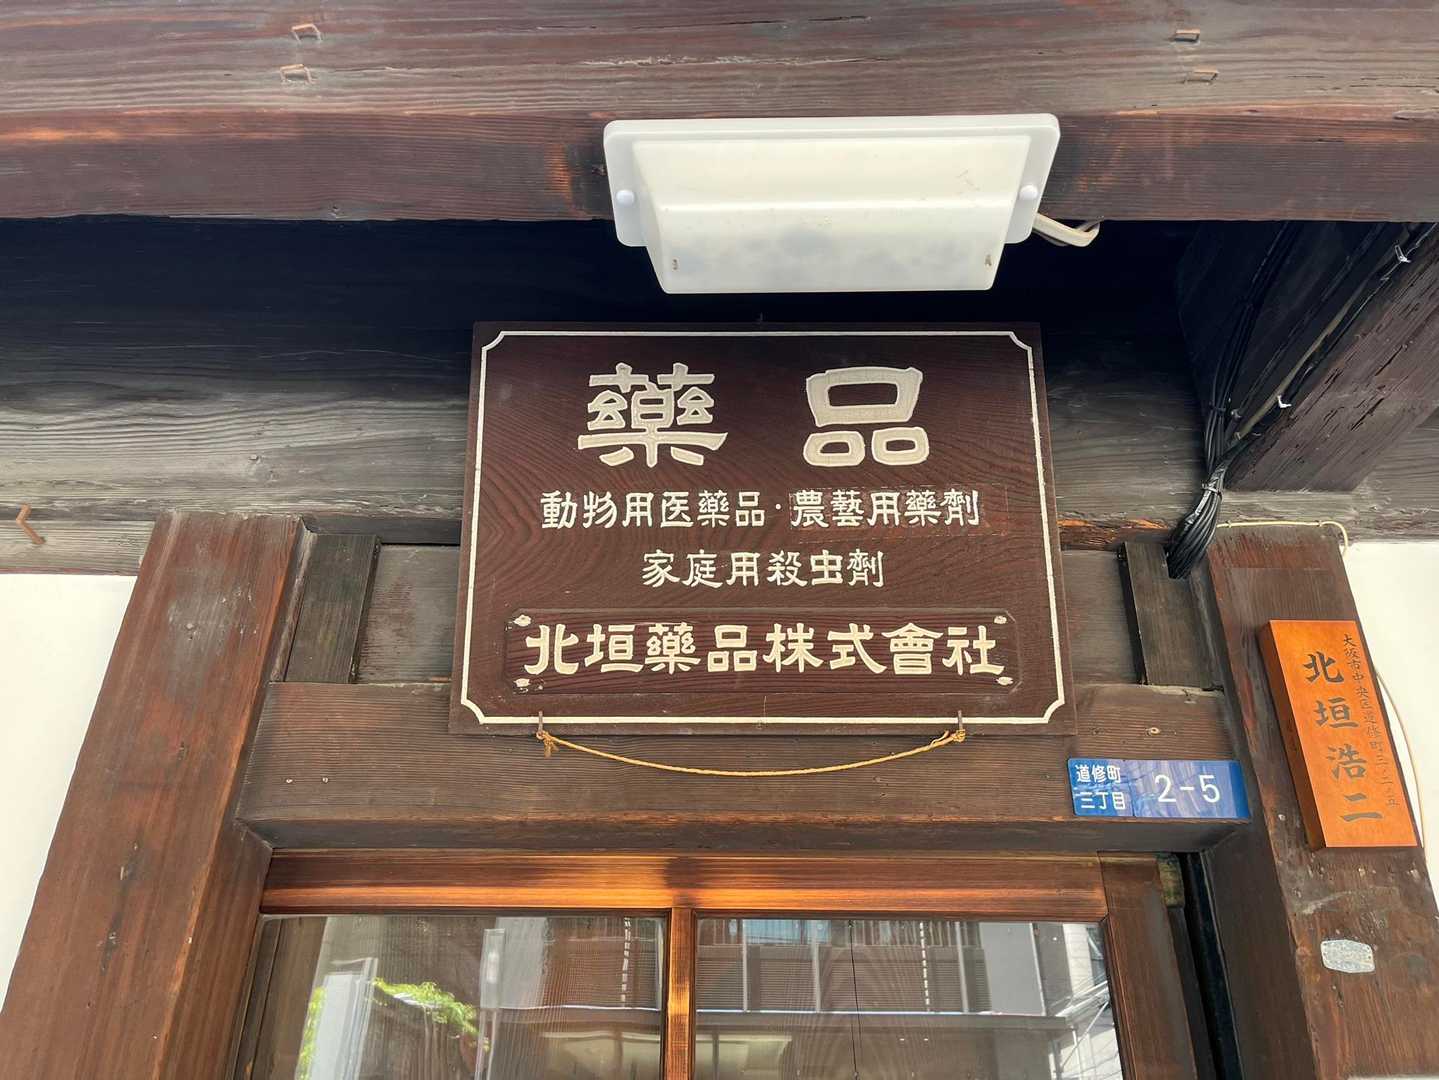 藥品
動物用医藥品·農藝用藥劑
家庭用殺虫劑
北垣藥品株式會社
道修町
三丁目
2-5
大阪市中央区道修町三ノ二ノ五
北垣浩二